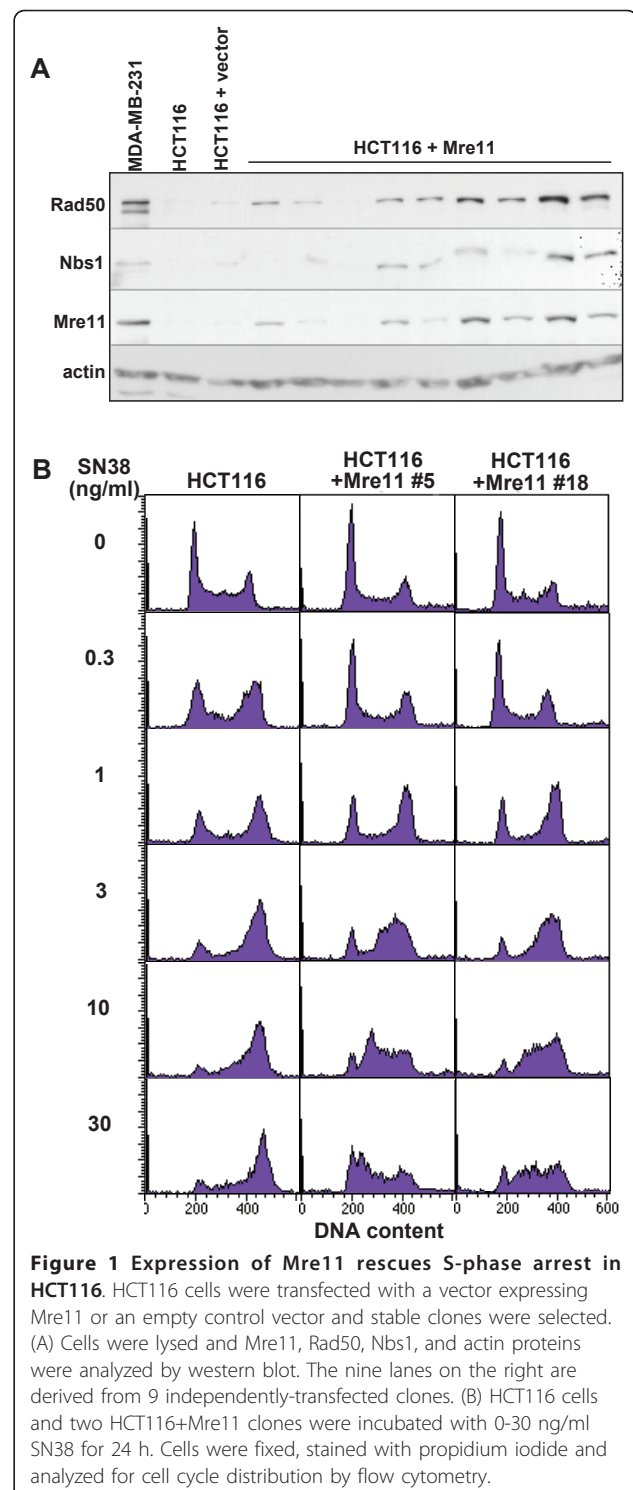 A
MDA-MB-231
HCT116
HCT116 + vector
HCT116 + Mre11
Rad50
Nbs1
Mre11
actin
B
SN38
(ng/ml)
HCT116
HCT116
+Mre11 #5
HCT116
+Mre11 #18
0
0.3
1
3
10
30
0 200 400 0 200 400 0 200 400 600
DNA content
Figure 1 Expression of Mre11 rescues S-phase arrest in
HCT116. HCT116 cells were transfected with a vector expressing
Mre11 or an empty control vector and stable clones were selected.
(A) Cells were lysed and Mre11, Rad50, Nbs1, and actin proteins
were analyzed by western blot. The nine lanes on the right are
derived from 9 independently-transfected clones. (B) HCT116 cells
and two HCT116+Mre11 clones were incubated with 0-30 ng/ml
SN38 for 24 h. Cells were fixed, stained with propidium iodide and
analyzed for cell cycle distribution by flow cytometry.